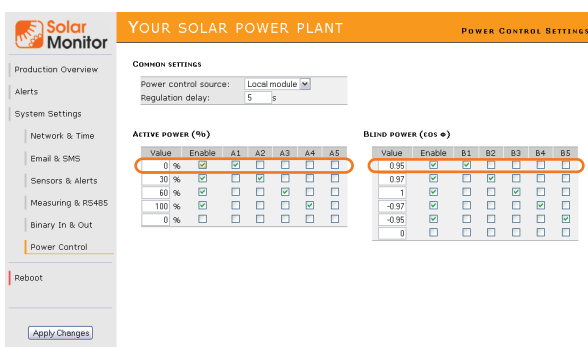 Solar
Monitor
YOUR SOLAR POWER PLANT
POWER CONTROL SETTINGS
Production Overview
Alerts
System Settings
Network & Time
Email & SMS
Sensors & Alerts
Measuring & RS485
Binary In & Out
Power Control
Reboot
Apply Changes
COMMON SETTINGS
Power control source: Local module
Regulation delay: 5 s
ACTIVE POWER (%)
Value Enable A1 A2 A3 A4 A5
0 %
30 %
60 %
100 %
0 %
BLIND POWER (COS Φ)
Value Enable B1 B2 B3 B4 B5
0.95
0.97
1
-0.97
-0.95
0